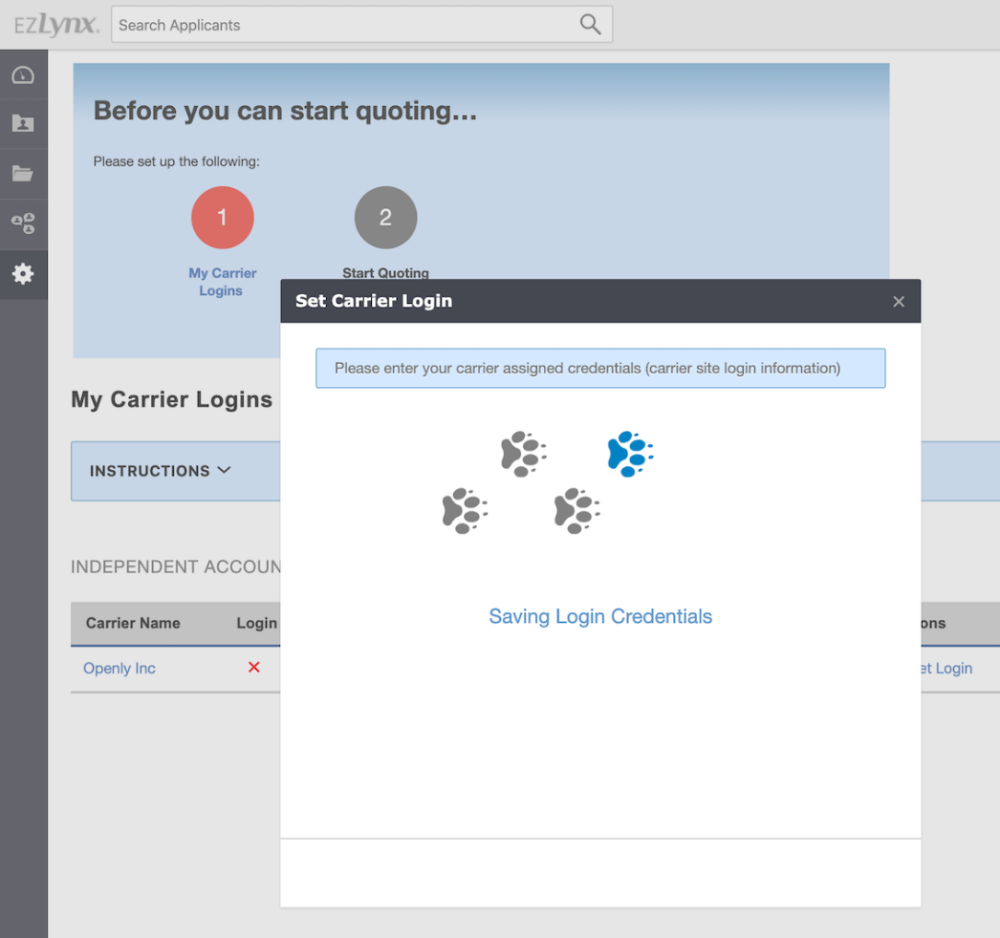 EZLynx.
Search Applicants
Before you can start quoting...
Please set up the following:
1
2
My Carrier
Logins
Start Quoting
Set Carrier Login
×
Please enter your carrier assigned credentials (carrier site login information)
My Carrier Logins
INSTRUCTIONS
Saving Login Credentials
INDEPENDENT ACCOUN
Carrier Name
Login
ons
Openly Inc
et Login